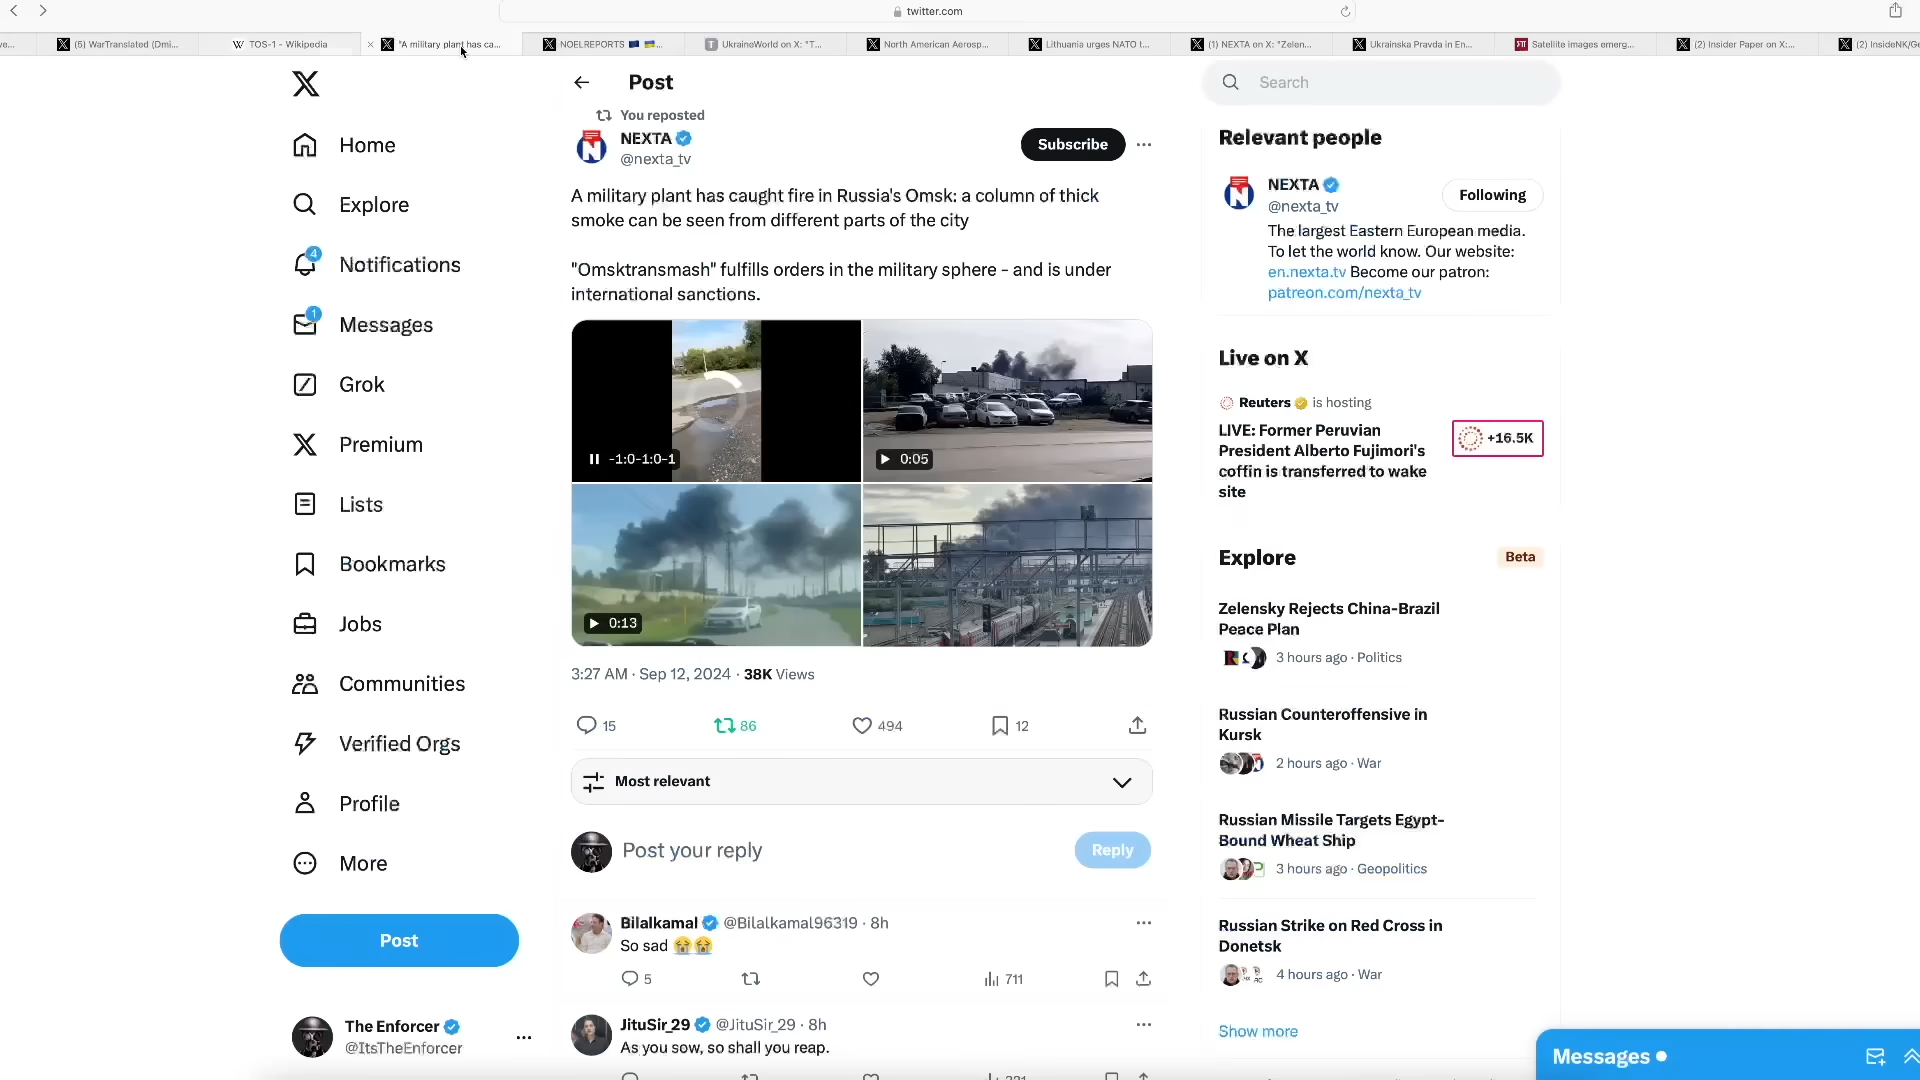 twitter.com
ve...
(5) WarTranslated (Dmi...
TOS-1 - Wikipedia
"A military plant has ca...
NOELREPORTS 🇪🇺 🇺🇦...
UkraineWorld on X: "T...
North American Aerosp...
Lithuania urges NATO t...
(1) NEXTA on X: "Zelen...
Ukrainska Pravda in En...
Satellite images emerg...
(2) Insider Paper on X:...
(2) InsideNK/Ge
Home
Explore
4
Notifications
1
Messages
Grok
Premium
Lists
Bookmarks
Jobs
Communities
Verified Orgs
Profile
More
Post
The Enforcer
@ItsTheEnforcer
Post
You reposted
NEXTA
@nexta_tv
Subscribe
A military plant has caught fire in Russia's Omsk: a column of thick
smoke can be seen from different parts of the city
"Omsktransmash" fulfills orders in the military sphere - and is under
international sanctions.
-1:0-1:0-1
0:05
0:13
3:27 AM · Sep 12, 2024 · 38K Views
15
86
494
12
Most relevant
Post your reply
Reply
Bilalkamal @Bilalkamal96319 · 8h
So sad 😭😭
5
711
JituSir_29 @JituSir_29 · 8h
As you sow, so shall you reap.
Search
Relevant people
NEXTA
@nexta_tv
Following
The largest Eastern European media.
To let the world know. Our website:
en.nexta.tv Become our patron:
patreon.com/nexta_tv
Live on X
Reuters is hosting
LIVE: Former Peruvian
President Alberto Fujimori's
coffin is transferred to wake
site
+16.5K
Explore
Beta
Zelensky Rejects China-Brazil
Peace Plan
3 hours ago · Politics
Russian Counteroffensive in
Kursk
2 hours ago · War
Russian Missile Targets Egypt-
Bound Wheat Ship
3 hours ago · Geopolitics
Russian Strike on Red Cross in
Donetsk
4 hours ago · War
Show more
Messages